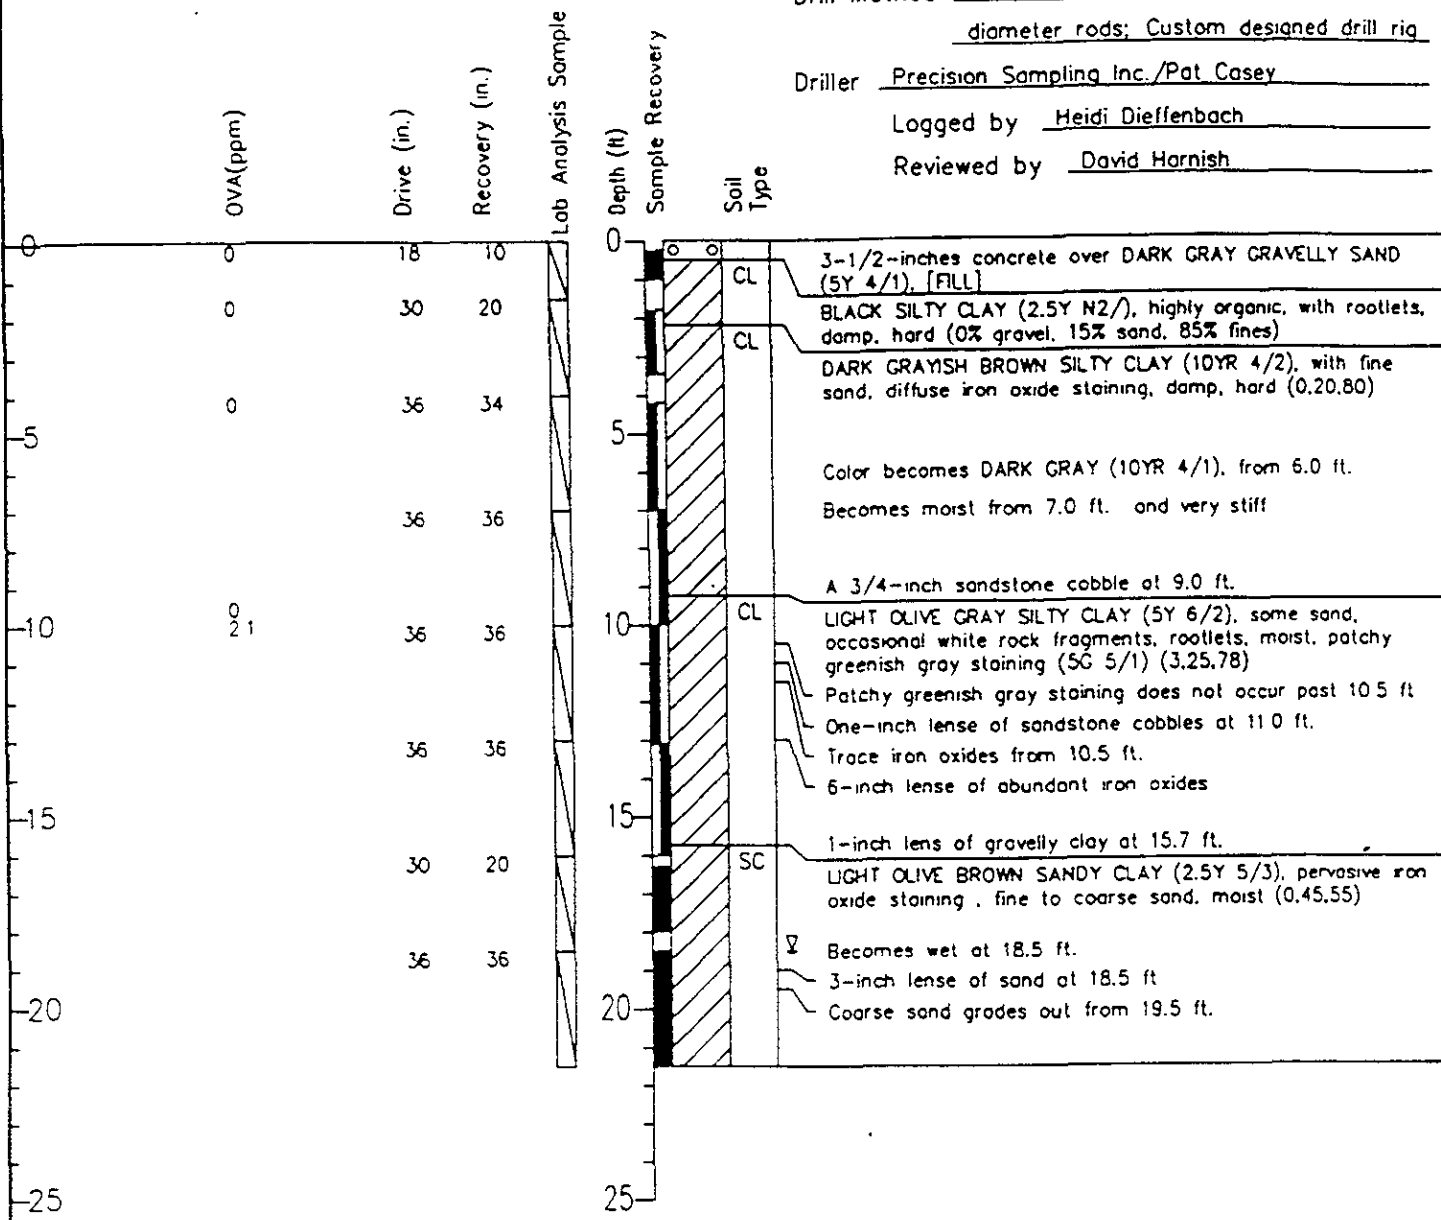 diameter rods; Custom designed drill rig
Driller Precision Sampling Inc./Pat Casey
Logged by Heidi Dieffenbach
Reviewed by David Harnish
OVA(ppm)
Drive (in.)
Recovery (in.)
Lab Analysis Sample
Depth (ft)
Sample Recovery
Soil Type
0 0 18 10 0
3-1/2-inches concrete over DARK GRAY GRAVELLY SAND
CL (5Y 4/1), [FILL]
0 30 20 BLACK SILTY CLAY (2.5Y N2/), highly organic, with rootlets,
damp, hard (0% gravel, 15% sand, 85% fines)
CL
DARK GRAYISH BROWN SILTY CLAY (10YR 4/2), with fine
sand, diffuse iron oxide staining, damp, hard (0,20,80)
0 36 34
5 5
Color becomes DARK GRAY (10YR 4/1), from 6.0 ft.
36 36 Becomes moist from 7.0 ft. and very stiff
A 3/4-inch sandstone cobble at 9.0 ft.
0 CL LIGHT OLIVE GRAY SILTY CLAY (5Y 6/2), some sand,
10 2 1 36 36 10 occasional white rock fragments, rootlets, moist, patchy
greenish gray staining (5G 5/1) (3,25,78)
Patchy greenish gray staining does not occur past 10 5 ft
One-inch lense of sandstone cobbles at 11 0 ft.
36 36 Trace iron oxides from 10.5 ft.
6-inch lense of abundant iron oxides
15 15
1-inch lens of gravelly clay at 15.7 ft.
30 20 SC
LIGHT OLIVE BROWN SANDY CLAY (2.5Y 5/3), pervasive iron
oxide staining , fine to coarse sand, moist (0,45,55)
Becomes wet at 18.5 ft.
36 36 3-inch lense of sand at 18.5 ft
20 20 Coarse sand grades out from 19.5 ft.
25 25